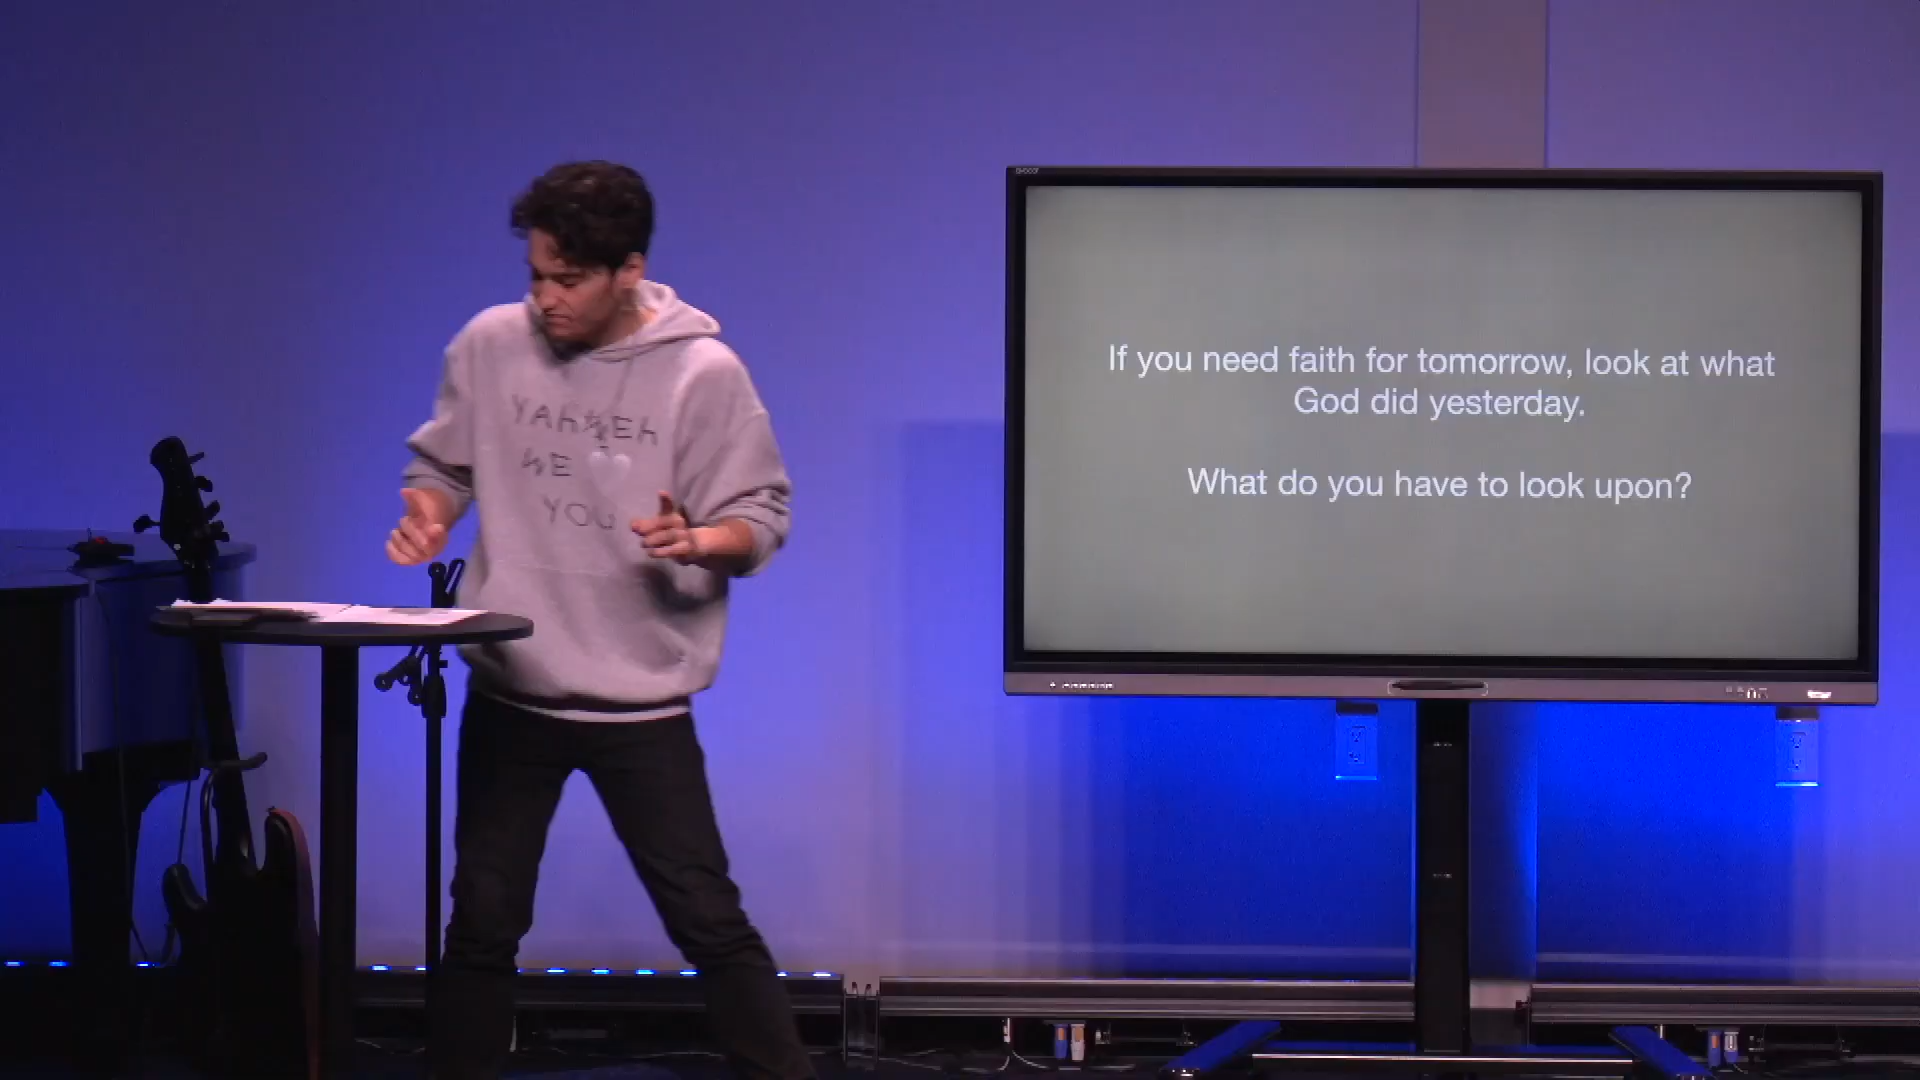 YAHWEH
WE 🤍
YOU
If you need faith for tomorrow, look at what
God did yesterday.
What do you have to look upon?